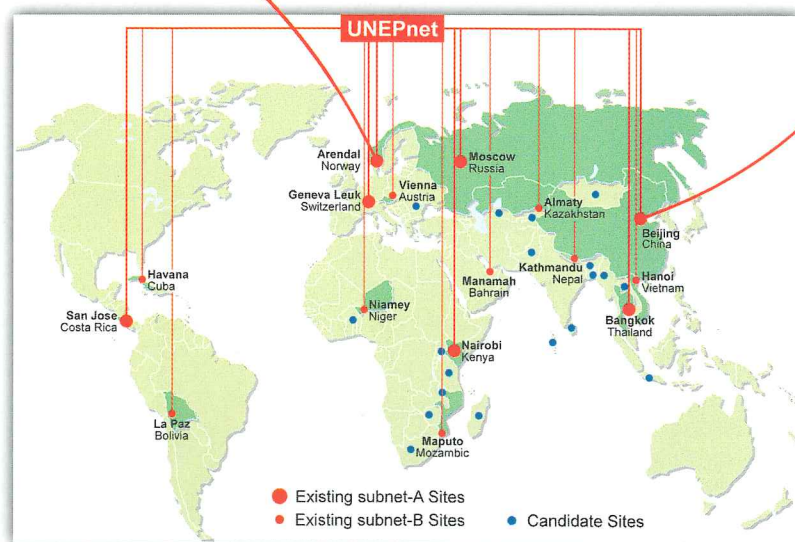 UNEPnet
Arendal
Norway
Moscow
Russia
Geneva Leuk
Switzerland
Vienna
Austria
Almaty
Kazakhstan
Beijing
China
Havana
Cuba
Manamah
Bahrain
Kathmandu
Nepal
Hanoi
Vietnam
San Jose
Costa Rica
Niamey
Niger
Bangkok
Thailand
Nairobi
Kenya
La Paz
Bolivia
Maputo
Mozambic
Existing subnet-A Sites
Existing subnet-B Sites
Candidate Sites